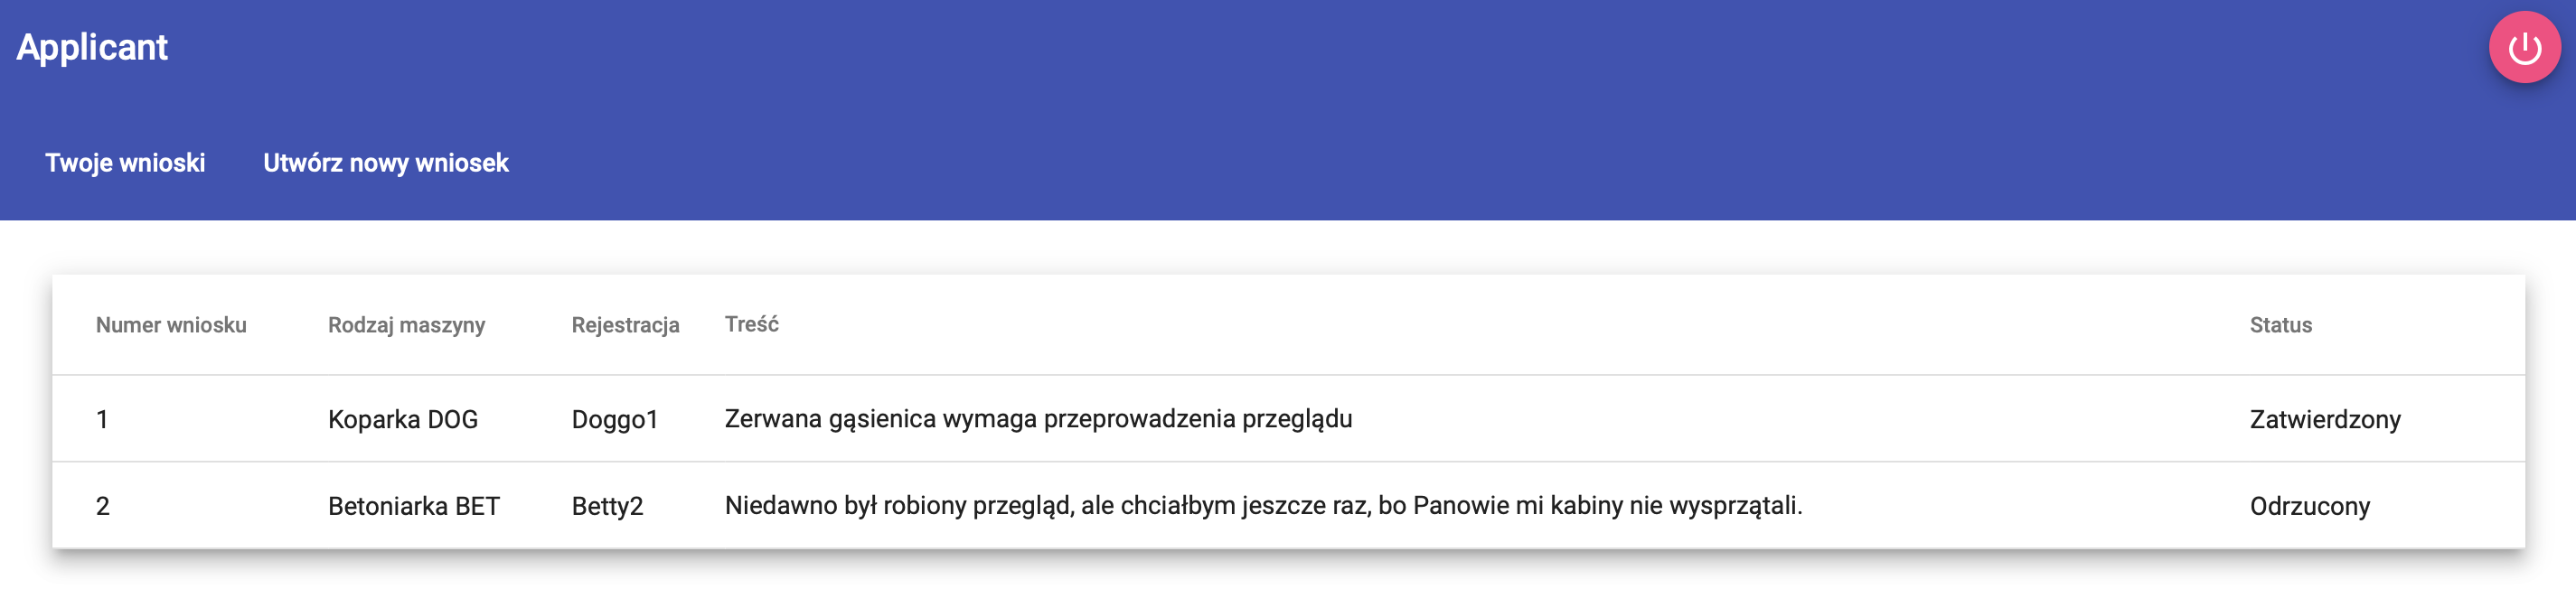 Applicant
Twoje wnioski Utwórz nowy wniosek
Numer wniosku Rodzaj maszyny Rejestracja Treść Status
1 Koparka DOG Doggo1 Zerwana gąsienica wymaga przeprowadzenia przeglądu Zatwierdzony
2 Betoniarka BET Betty2 Niedawno był robiony przegląd, ale chciałbym jeszcze raz, bo Panowie mi kabiny nie wysprzątali. Odrzucony